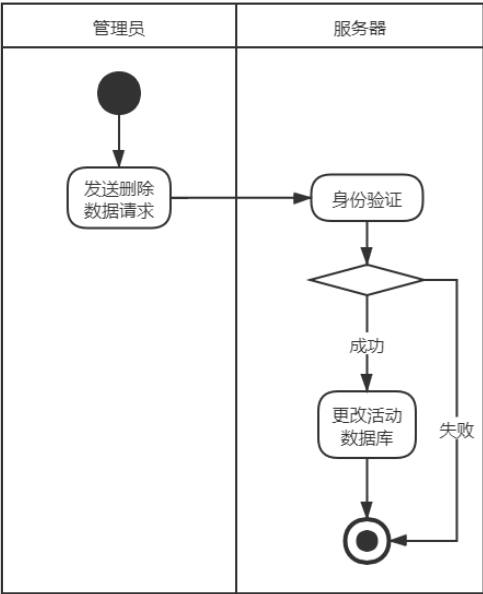 管理员
服务器
发送删除
数据请求
身份验证
成功
更改活动
数据库
失败